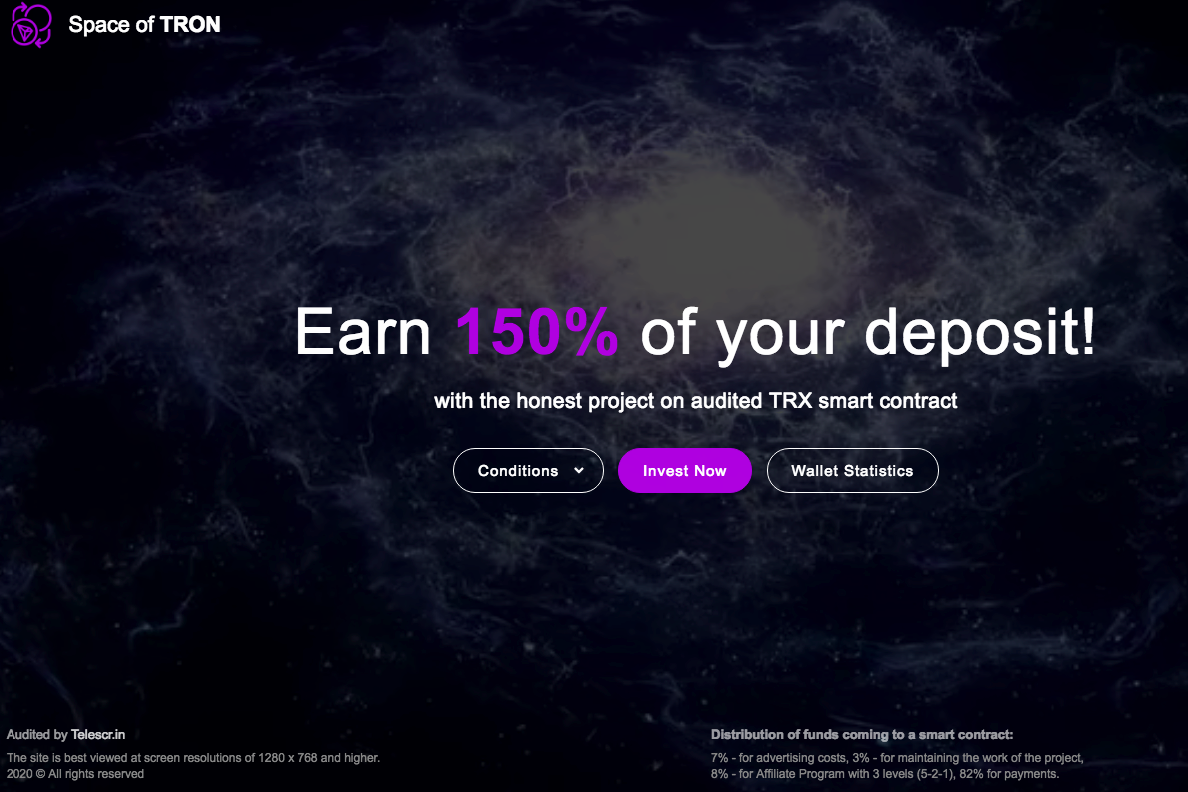 Space of TRON
Earn 150% of your deposit!
with the honest project on audited TRX smart contract
Conditions
Invest Now
Wallet Statistics
Audited by Telescr.in
The site is best viewed at screen resolutions of 1280 x 768 and higher.
2020 © All rights reserved
Distribution of funds coming to a smart contract:
7% - for advertising costs, 3% - for maintaining the work of the project,
8% - for Affiliate Program with 3 levels (5-2-1), 82% for payments.